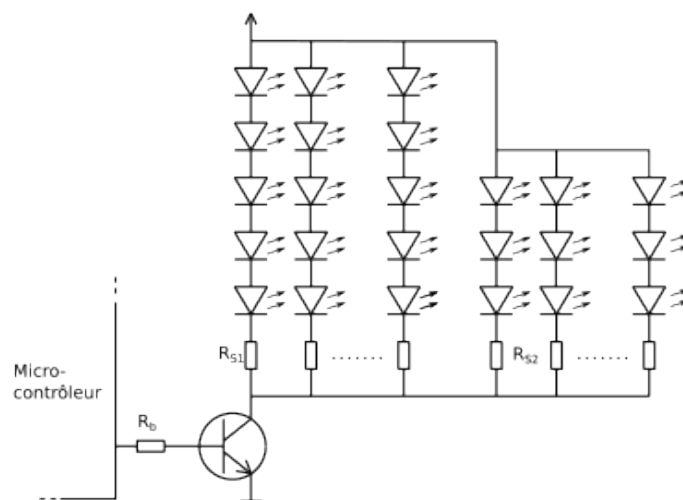 R_S1
.......
R_S2
.......
Micro-
contrôleur
R_b